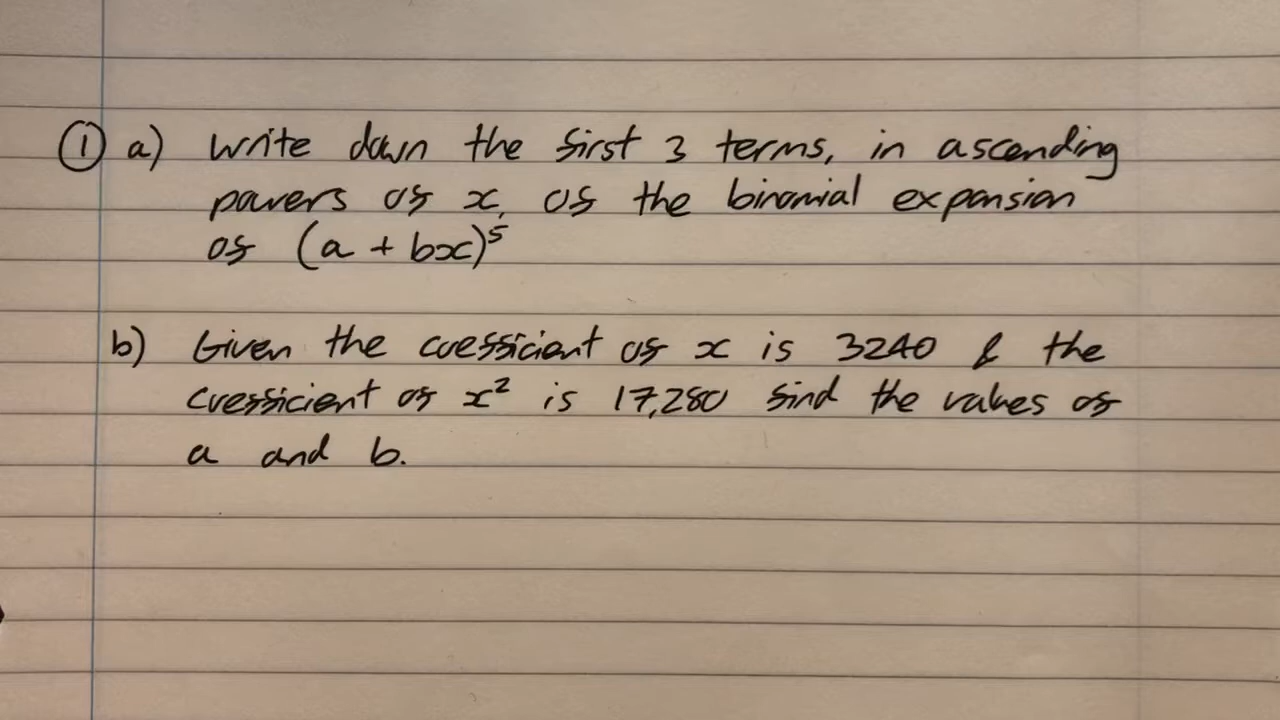 ① a) Write down the first 3 terms, in ascending
powers of x, of the binomial expansion
of (a + bx)⁵
b) Given the coefficient of x is 3240 & the
coefficient of x² is 17,280 find the values of
a and b.